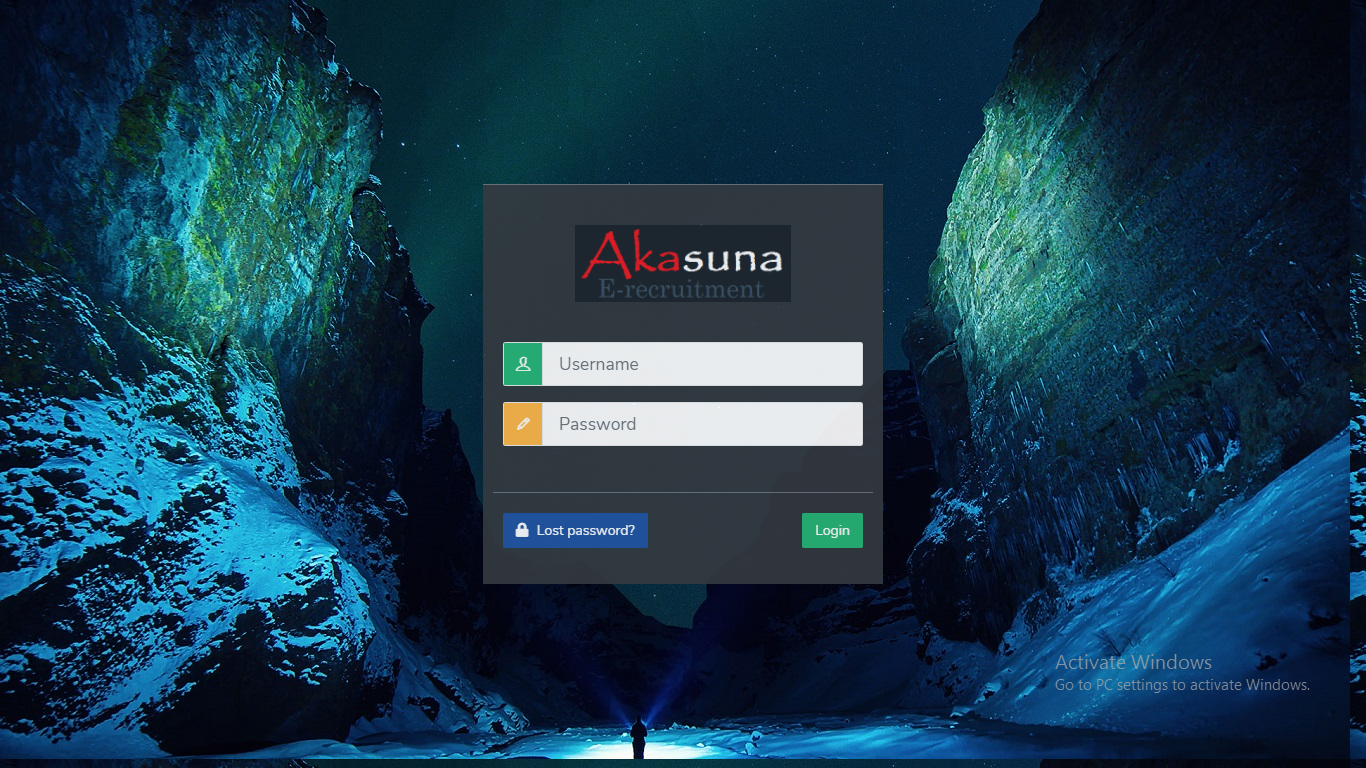 Akasuna
E-recruitment
Username
Password
Lost password?
Login
Activate Windows
Go to PC settings to activate Windows.